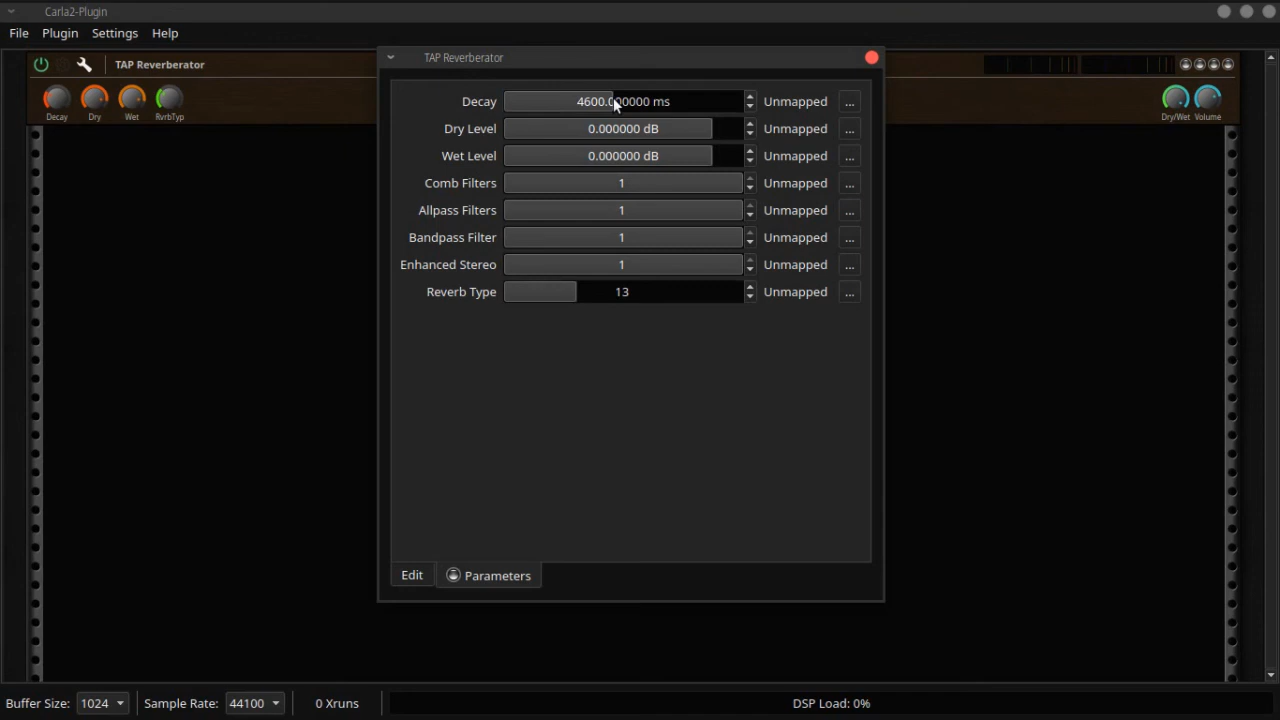 Carla2-Plugin
File Plugin Settings Help
TAP Reverberator
Decay Dry Wet RvrbTyp
Dry/Wet Volume
TAP Reverberator
Decay 4600.000000 ms Unmapped ...
Dry Level 0.000000 dB Unmapped ...
Wet Level 0.000000 dB Unmapped ...
Comb Filters 1 Unmapped ...
Allpass Filters 1 Unmapped ...
Bandpass Filter 1 Unmapped ...
Enhanced Stereo 1 Unmapped ...
Reverb Type 13 Unmapped ...
Edit Parameters
Buffer Size: 1024 Sample Rate: 44100 0 Xruns DSP Load: 0%